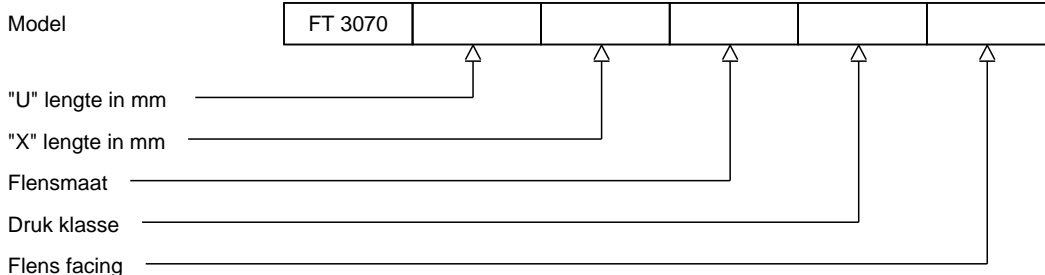 Model FT 3070
"U" lengte in mm
"X" lengte in mm
Flensmaat
Druk klasse
Flens facing